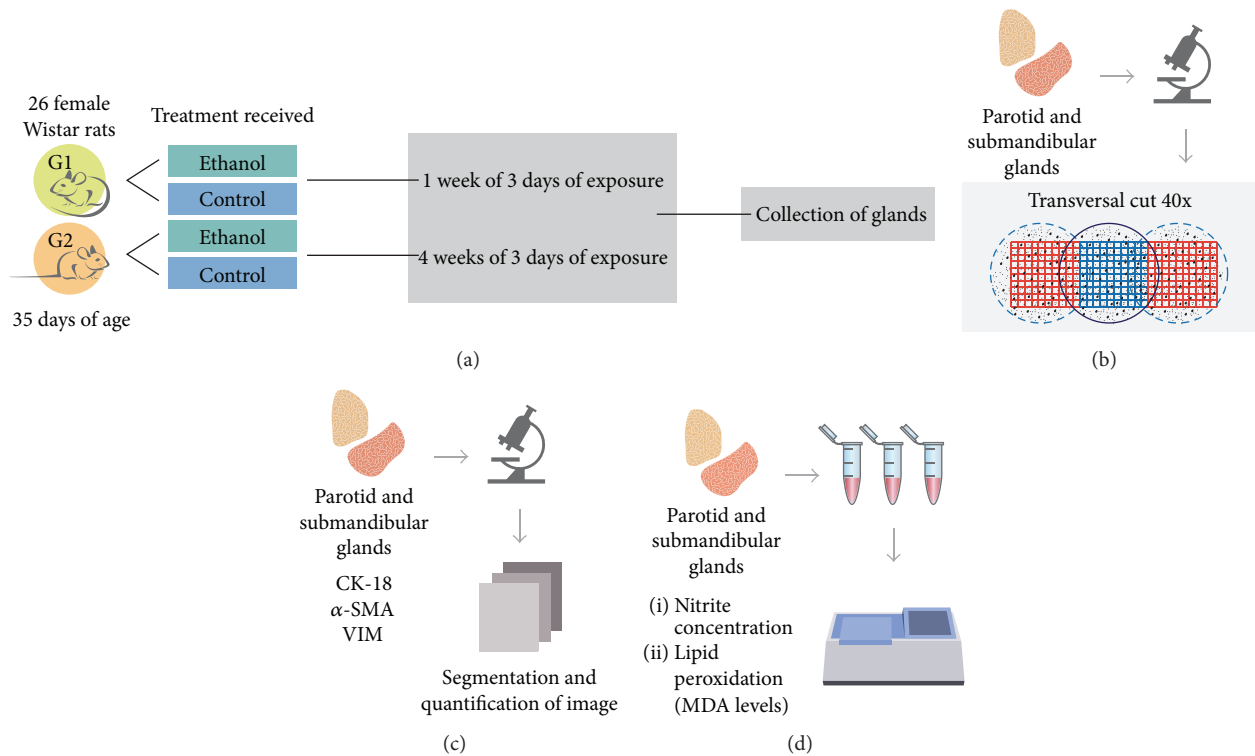 26 female
Wistar rats
G1
G2
35 days of age
Treatment received
Ethanol
Control
Ethanol
Control
1 week of 3 days of exposure
4 weeks of 3 days of exposure
Collection of glands
(a)
Parotid and
submandibular
glands
Transversal cut 40x
(b)
Parotid and
submandibular
glands
CK-18
α-SMA
VIM
Segmentation and
quantification of image
(c)
Parotid and
submandibular
glands
(i) Nitrite
concentration
(ii) Lipid
peroxidation
(MDA levels)
(d)